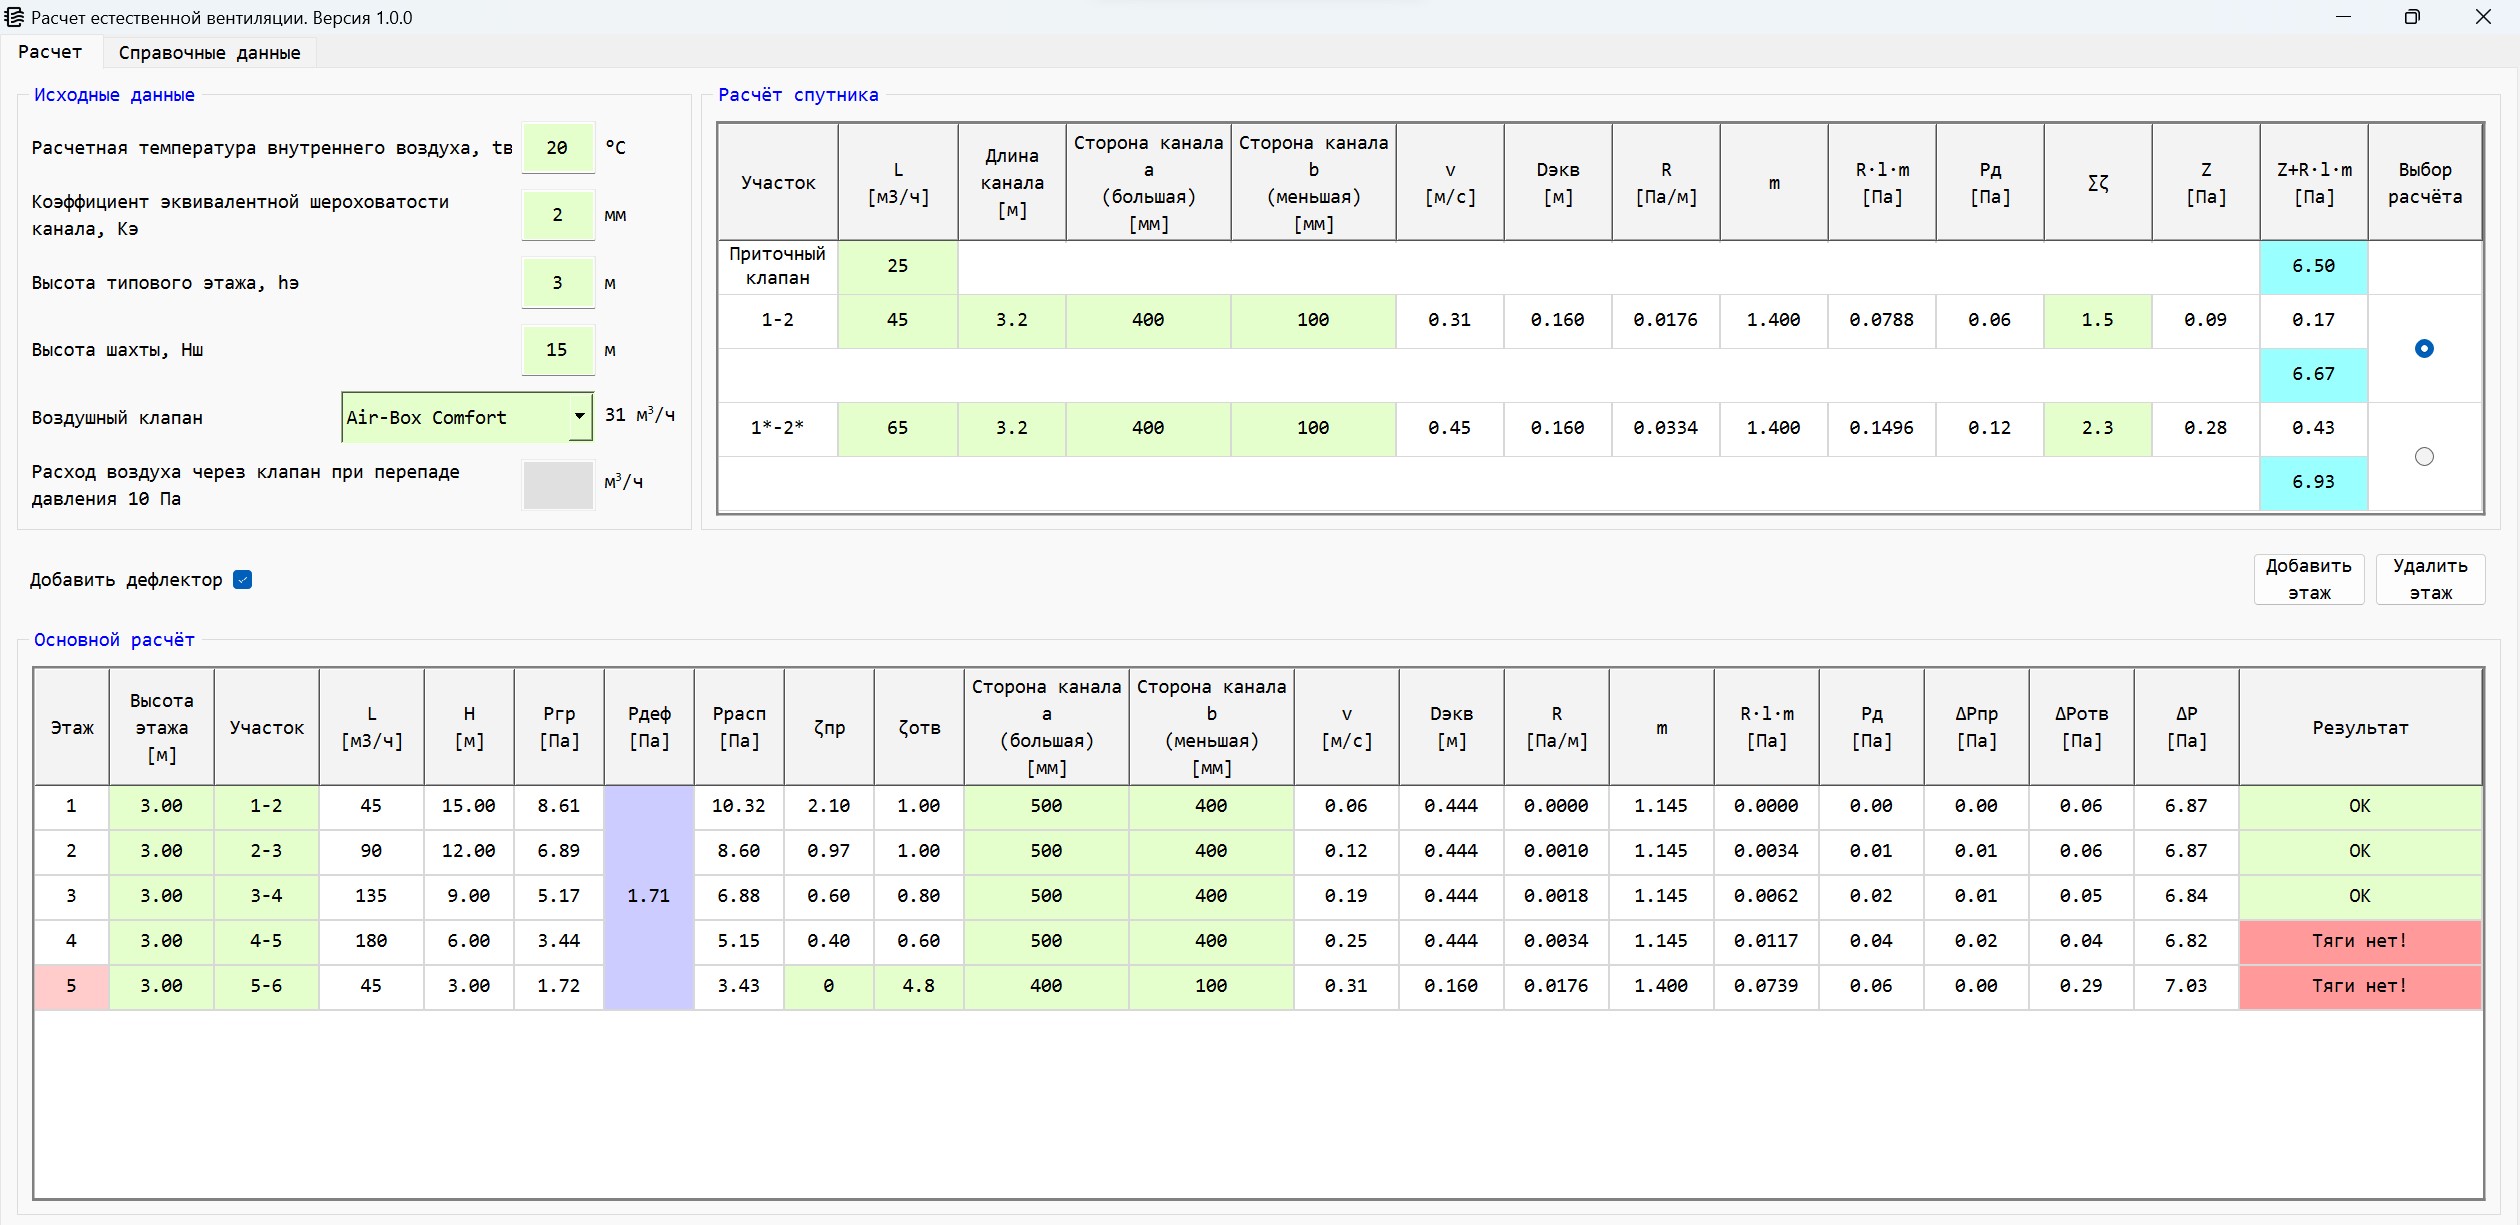 Расчет естественной вентиляции. Версия 1.0.0
Расчет Справочные данные
Исходные данные
Расчетная температура внутреннего воздуха, tв 20 °C
Коэффициент эквивалентной шероховатости
канала, Kэ 2 мм
Высота типового этажа, hэ 3 м
Высота шахты, Hш 15 м
Воздушный клапан Air-Box Comfort 31 м³/ч
Расход воздуха через клапан при перепаде
давления 10 Па м³/ч
Расчёт спутника
Участок L [м3/ч] Длина канала [м] Сторона канала a (большая) [мм] Сторона канала b (меньшая) [мм] v [м/с] Dэкв [м] R [Па/м] m R·l·m [Па] Pд [Па] Σζ Z [Па] Z+R·l·m [Па] Выбор расчёта
Приточный клапан 25 6.50
1-2 45 3.2 400 100 0.31 0.160 0.0176 1.400 0.0788 0.06 1.5 0.09 0.17
6.67
1*-2* 65 3.2 400 100 0.45 0.160 0.0334 1.400 0.1496 0.12 2.3 0.28 0.43
6.93
Добавить дефлектор
Добавить этаж
Удалить этаж
Основной расчёт
Этаж Высота этажа [м] Участок L [м3/ч] H [м] Pгр [Па] Pдеф [Па] Pрасп [Па] ζпр ζотв Сторона канала a (большая) [мм] Сторона канала b (меньшая) [мм] v [м/с] Dэкв [м] R [Па/м] m R·l·m [Па] Pд [Па] ΔPпр [Па] ΔPотв [Па] ΔP [Па] Результат
1 3.00 1-2 45 15.00 8.61 10.32 2.10 1.00 500 400 0.06 0.444 0.0000 1.145 0.0000 0.00 0.00 0.06 6.87 OK
2 3.00 2-3 90 12.00 6.89 8.60 0.97 1.00 500 400 0.12 0.444 0.0010 1.145 0.0034 0.01 0.01 0.06 6.87 OK
3 3.00 3-4 135 9.00 5.17 1.71 6.88 0.60 0.80 500 400 0.19 0.444 0.0018 1.145 0.0062 0.02 0.01 0.05 6.84 OK
4 3.00 4-5 180 6.00 3.44 5.15 0.40 0.60 500 400 0.25 0.444 0.0034 1.145 0.0117 0.04 0.02 0.04 6.82 Тяги нет!
5 3.00 5-6 45 3.00 1.72 3.43 0 4.8 400 100 0.31 0.160 0.0176 1.400 0.0739 0.06 0.00 0.29 7.03 Тяги нет!